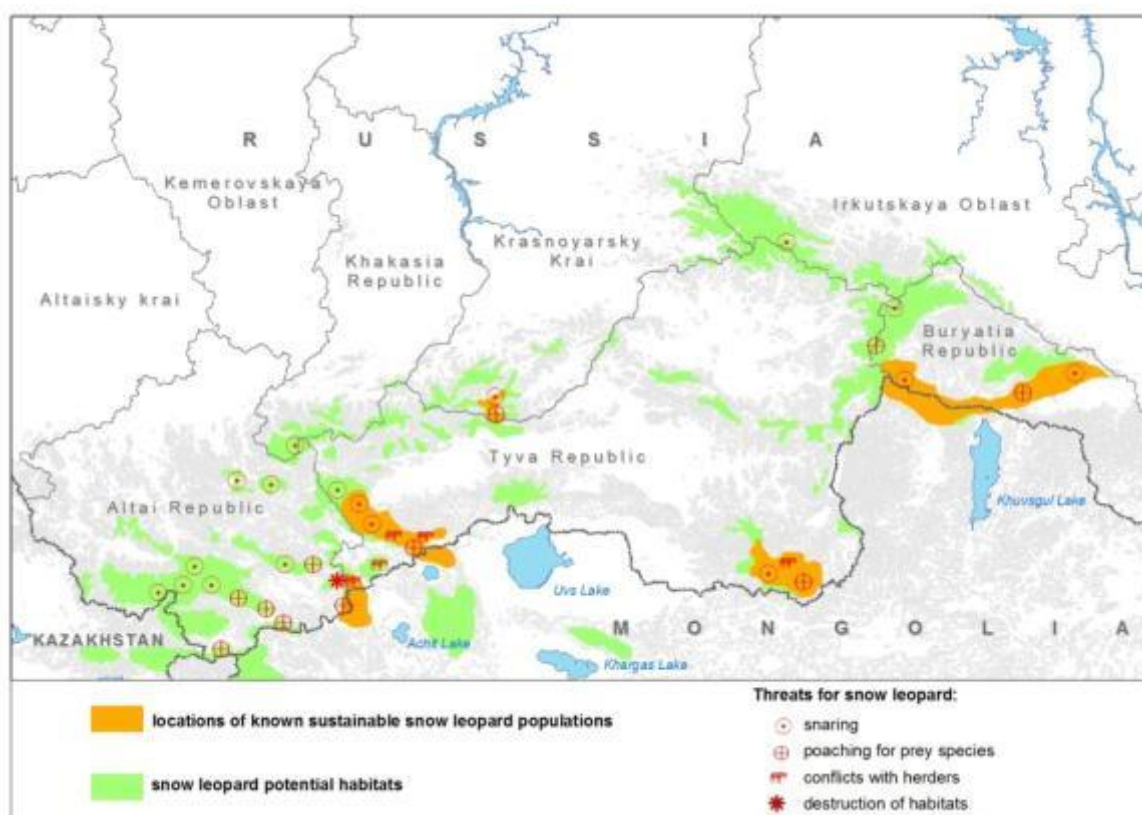 R U S S I A
Kemerovskaya
Oblast
Irkutskaya Oblast
Krasnoyarsky
Krai
Khakasia
Republic
Altaisky krai
Buryatia
Republic
Tyva Republic
Altai Republic
Khuvsgul Lake
Uvs Lake
KAZAKHSTAN
Achit Lake
M O N G O L I A
Khargas Lake
locations of known sustainable snow leopard populations
snow leopard potential habitats
Threats for snow leopard:
snaring
poaching for prey species
conflicts with herders
destruction of habitats